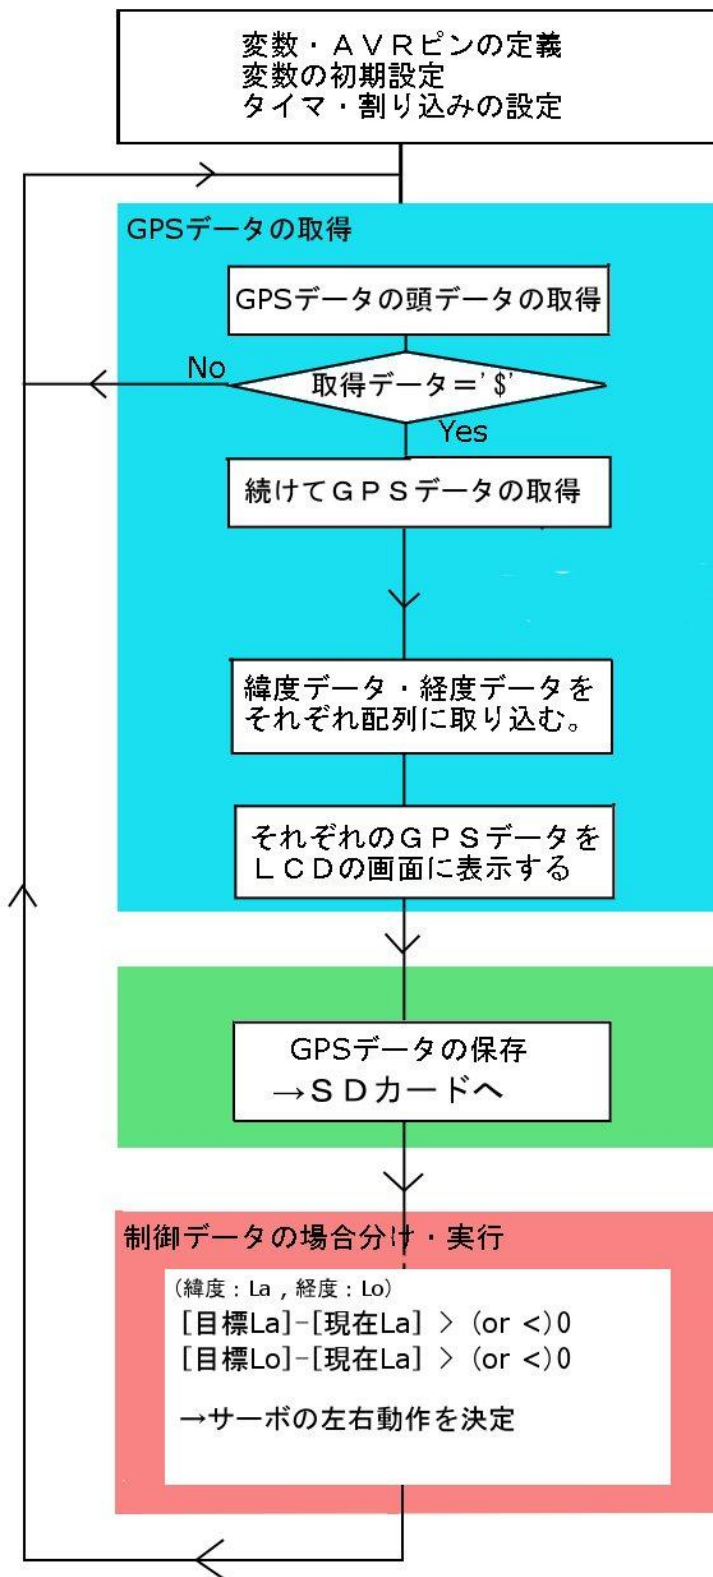 変数・ＡＶＲピンの定義
変数の初期設定
タイマ・割り込みの設定
GPSデータの取得
GPSデータの頭データの取得
No
取得データ＝'$'
Yes
続けてＧＰＳデータの取得
緯度データ・経度データを
それぞれ配列に取り込む。
それぞれのＧＰＳデータを
ＬＣＤの画面に表示する
GPSデータの保存
→ＳＤカードへ
制御データの場合分け・実行
(緯度：La , 経度：Lo)
[目標La]-[現在La] > (or <)0
[目標Lo]-[現在La] > (or <)0
→サーボの左右動作を決定